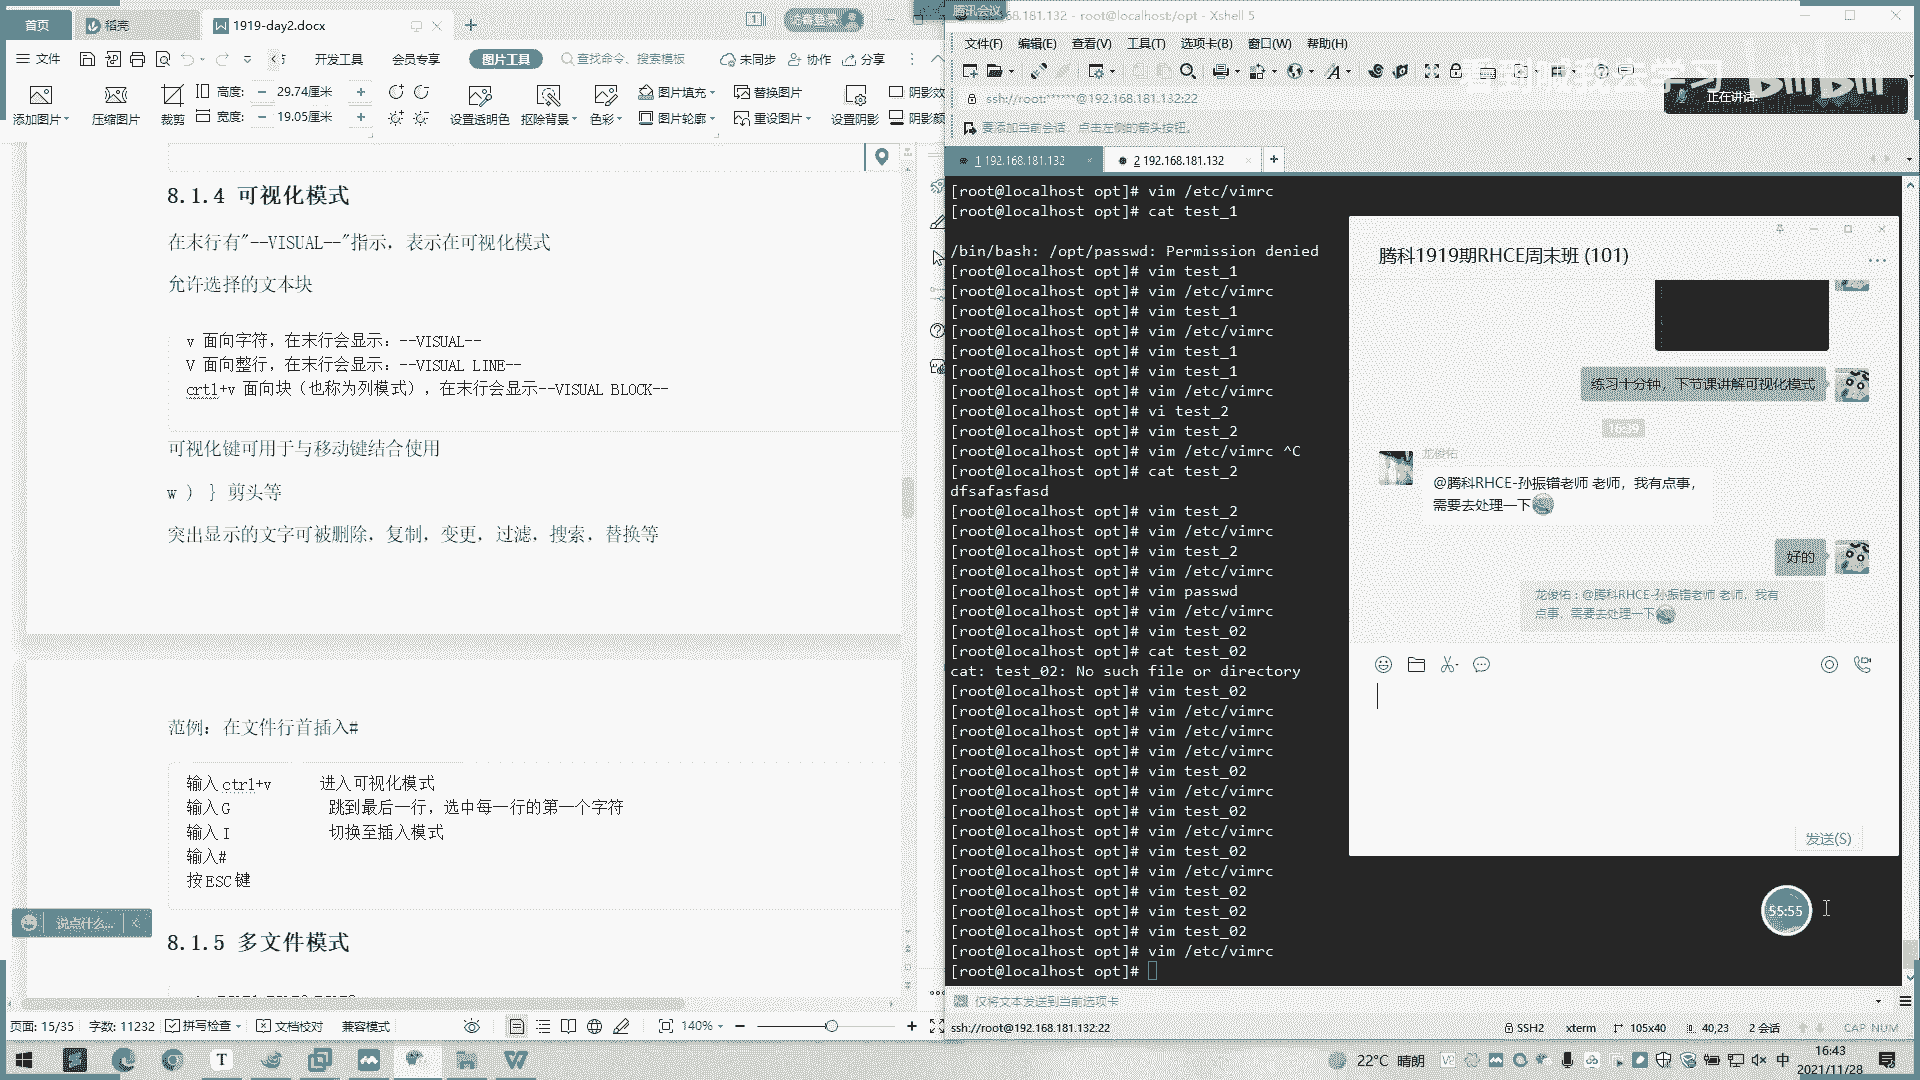 首页
稻壳
1919-day2.docx
文件
开发工具
会员专享
图片工具
查找命令、搜索模板
未同步
协作
分享
添加图片
压缩图片
裁剪
高度:
29.74厘米
宽度:
19.05厘米
设置透明色
抠除背景
色彩
图片填充
图片轮廓
替换图片
重设图片
设置阴影
8.1.4 可视化模式
在末行有"--VISUAL--"指示，表示在可视化模式
允许选择的文本块
v 面向字符，在末行会显示：--VISUAL--
V 面向整行，在末行会显示：--VISUAL LINE--
crtl+v 面向块（也称为列模式），在末行会显示--VISUAL BLOCK--
可视化键可用于与移动键结合使用
w ） } 剪头等
突出显示的文字可被删除，复制，变更，过滤，搜索，替换等
范例：在文件行首插入#
输入ctrl+v 进入可视化模式
输入G 跳到最后一行，选中每一行的第一个字符
输入I 切换至插入模式
输入#
按ESC键
8.1.5 多文件模式
说点什么...
页面: 15/35 字数: 11232 拼写检查 文档校对 兼容模式 140%
腾讯会议
.168.181.132 - root@localhost:/opt - Xshell 5
文件(F) 编辑(E) 查看(V) 工具(T) 选项卡(B) 窗口(W) 帮助(H)
ssh://root:******@192.168.181.132:22
要添加当前会话，点击左侧的箭头按钮。
正在讲话:
bilibili
1 192.168.181.132
2 192.168.181.132
[root@localhost opt]# vim /etc/vimrc
[root@localhost opt]# cat test_1
/bin/bash: /opt/passwd: Permission denied
[root@localhost opt]# vim test_1
[root@localhost opt]# vim /etc/vimrc
[root@localhost opt]# vim test_1
[root@localhost opt]# vim /etc/vimrc
[root@localhost opt]# vim test_1
[root@localhost opt]# vim test_1
[root@localhost opt]# vim /etc/vimrc
[root@localhost opt]# vi test_2
[root@localhost opt]# vim test_2
[root@localhost opt]# vim /etc/vimrc ^C
[root@localhost opt]# cat test_2
dfsafasfasd
[root@localhost opt]# vim test_2
[root@localhost opt]# vim /etc/vimrc
[root@localhost opt]# vim test_2
[root@localhost opt]# vim /etc/vimrc
[root@localhost opt]# vim passwd
[root@localhost opt]# vim /etc/vimrc
[root@localhost opt]# vim test_02
[root@localhost opt]# cat test_02
cat: test_02: No such file or directory
[root@localhost opt]# vim test_02
[root@localhost opt]# vim /etc/vimrc
[root@localhost opt]# vim /etc/vimrc
[root@localhost opt]# vim /etc/vimrc
[root@localhost opt]# vim test_02
[root@localhost opt]# vim /etc/vimrc
[root@localhost opt]# vim test_02
[root@localhost opt]# vim /etc/vimrc
[root@localhost opt]# vim test_02
[root@localhost opt]# vim /etc/vimrc
[root@localhost opt]# vim test_02
[root@localhost opt]# vim test_02
[root@localhost opt]# vim test_02
[root@localhost opt]# vim /etc/vimrc
[root@localhost opt]#
腾科1919期RHCE周末班 (101)
练习十分钟，下节课讲解可视化模式
16:39
龙俊佑
@腾科RHCE-孙振锴老师 老师，我有点事，
需要去处理一下
好的
龙俊佑：@腾科RHCE-孙振锴老师 老师，我有
点事，需要去处理一下
发送(S)
55:55
仅将文本发送到当前选项卡
ssh://root@192.168.181.132:22
SSH2 xterm 105x40 40,23 2 会话 CAP NUM
22°C 晴朗
中
16:43
2021/11/28